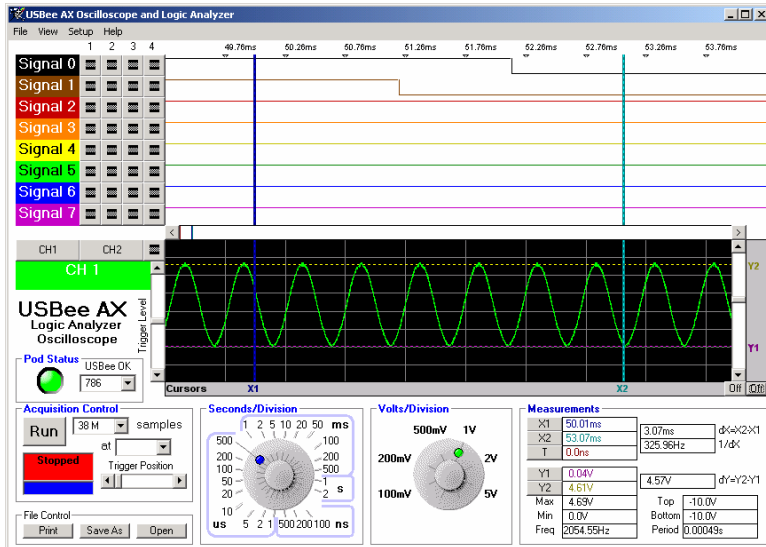 USBee AX Oscilloscope and Logic Analyzer
File View Setup Help
1 2 3 4
49.76ms 50.26ms 50.76ms 51.26ms 51.76ms 52.26ms 52.76ms 53.26ms 53.76ms
Signal 0
Signal 1
Signal 2
Signal 3
Signal 4
Signal 5
Signal 6
Signal 7
CH1 CH2
CH 1
USBee AX
Logic Analyzer
Oscilloscope
Trigger Level
Y2
Y1
Pod Status
USBee OK
786
Cursors X1 X2 Off Off
Acquisition Control
Run 38 M samples
at
Stopped
Trigger Position
File Control
Print Save As Open
Seconds/Division
1 2 5 10 20 50 ms
500 100
200 200
100 500
50 1
20 2 s
10
us 5 2 1 500 200 100 ns
Volts/Division
500mV 1V
200mV 2V
100mV 5V
Measurements
X1 50.01ms
X2 53.07ms
T 0.0ns
3.07ms dX=X2-X1
325.96Hz 1/dX
Y1 0.04V
Y2 4.61V
4.57V dY=Y2-Y1
Max 4.69V Top -10.0V
Min 0.0V Bottom -10.0V
Freq 2054.55Hz Period 0.00049s